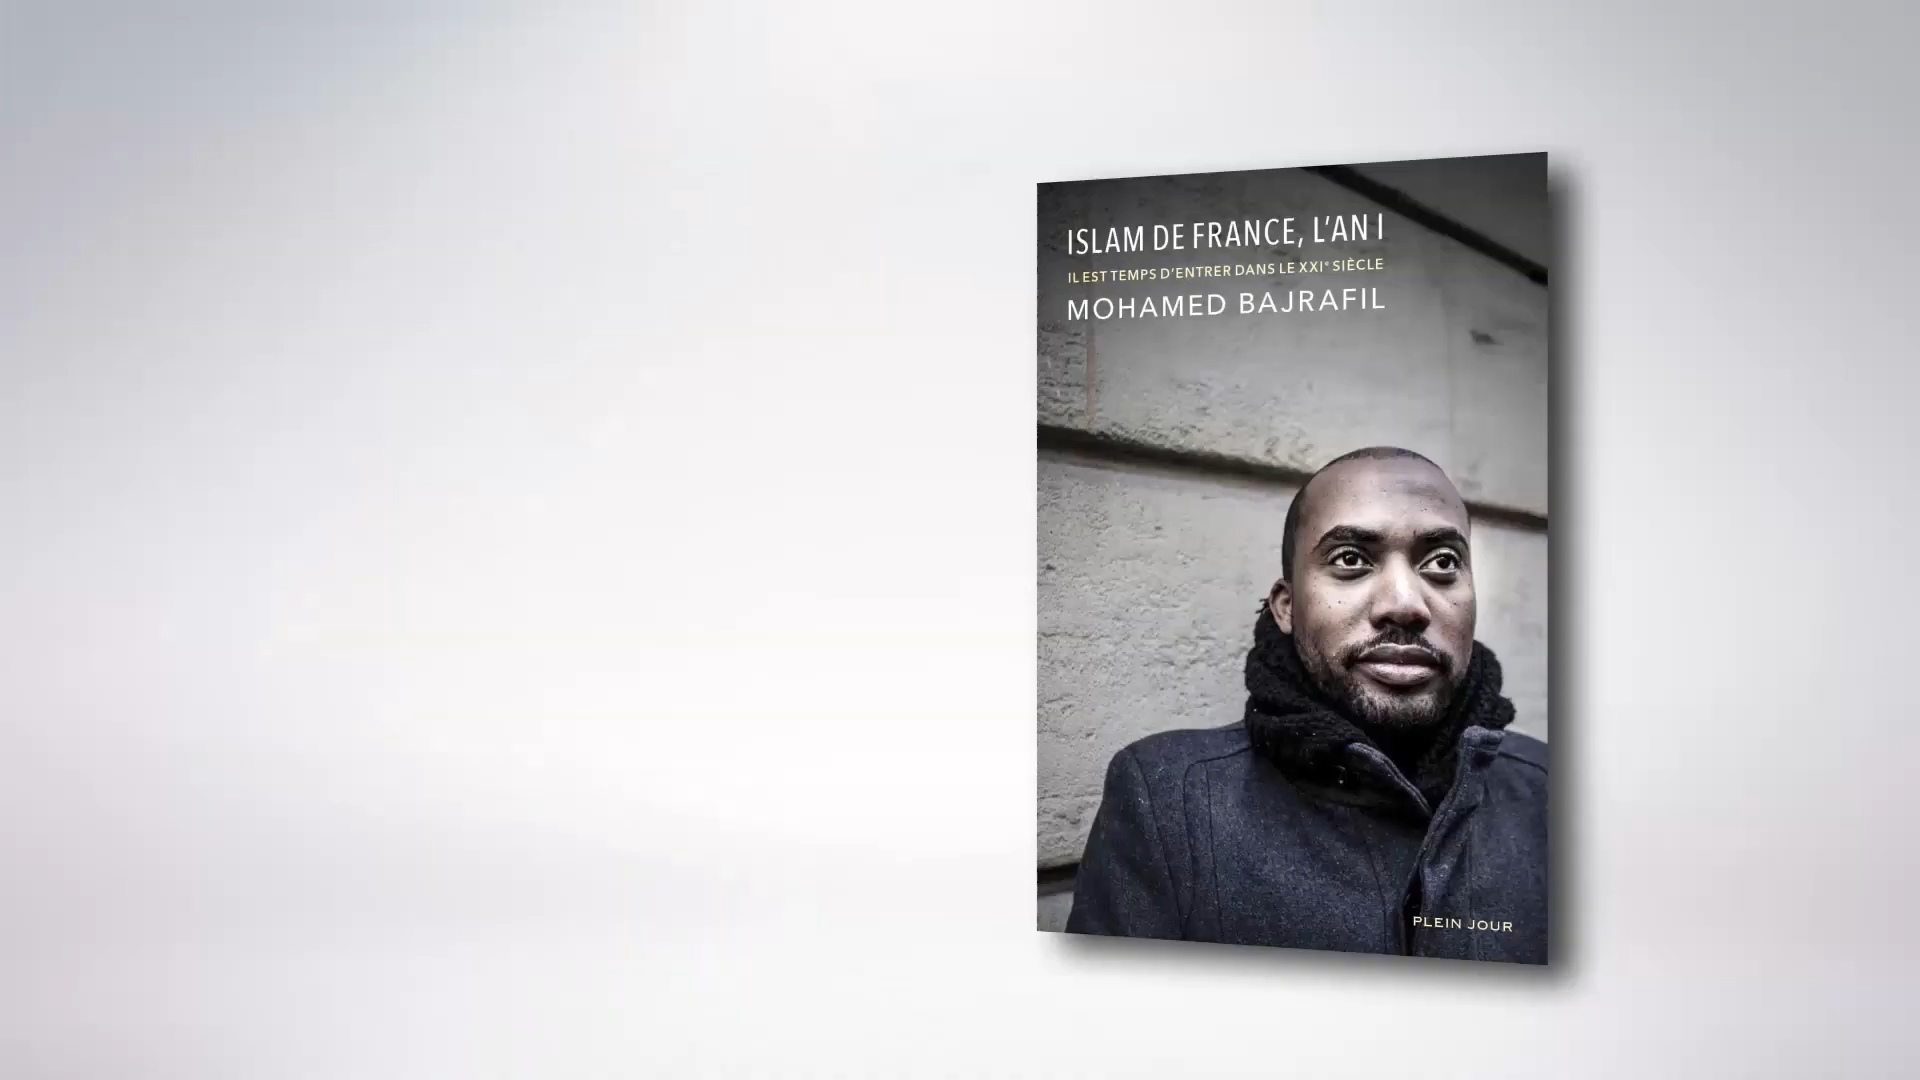 ISLAM DE FRANCE, L'AN I
IL EST TEMPS D'ENTRER DANS LE XXIᵉ SIÈCLE
MOHAMED BAJRAFIL
PLEIN JOUR